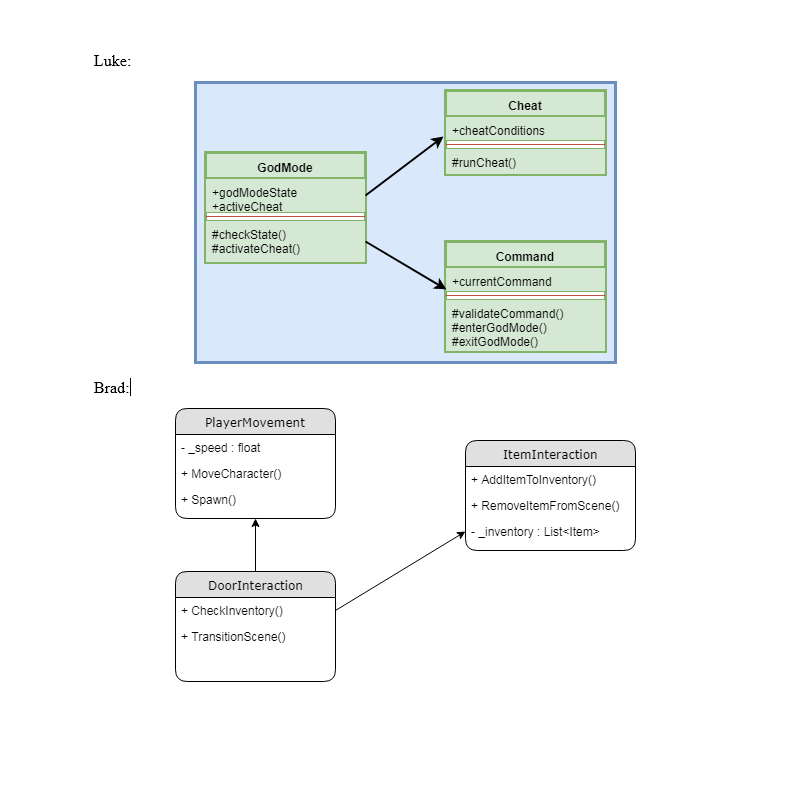 Luke:
Cheat
+cheatConditions
#runCheat()
GodMode
+godModeState
+activeCheat
#checkState()
#activateCheat()
Command
+currentCommand
#validateCommand()
#enterGodMode()
#exitGodMode()
Brad:
PlayerMovement
- _speed : float
+ MoveCharacter()
+ Spawn()
ItemInteraction
+ AddItemToInventory()
+ RemoveItemFromScene()
- _inventory : List<Item>
DoorInteraction
+ CheckInventory()
+ TransitionScene()